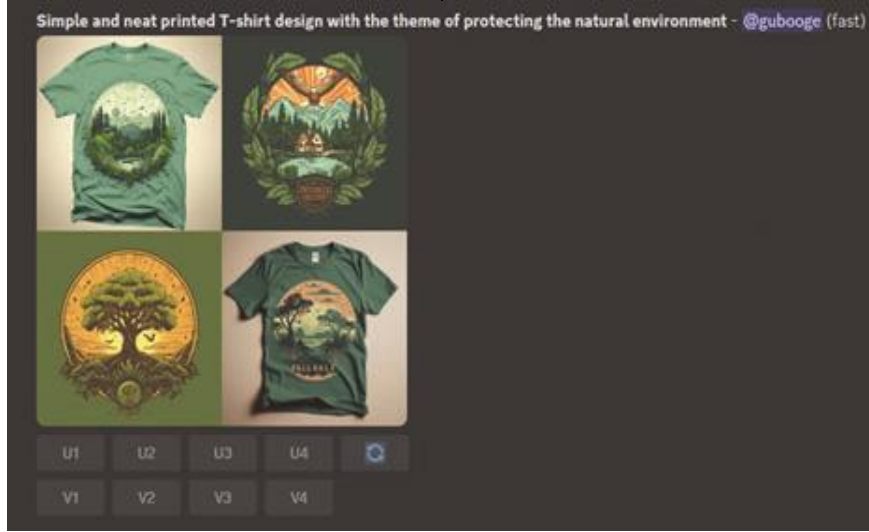 Simple and neat printed T-shirt design with the theme of protecting the natural environment - @gubooge (fast)
U1 U2 U3 U4
V1 V2 V3 V4